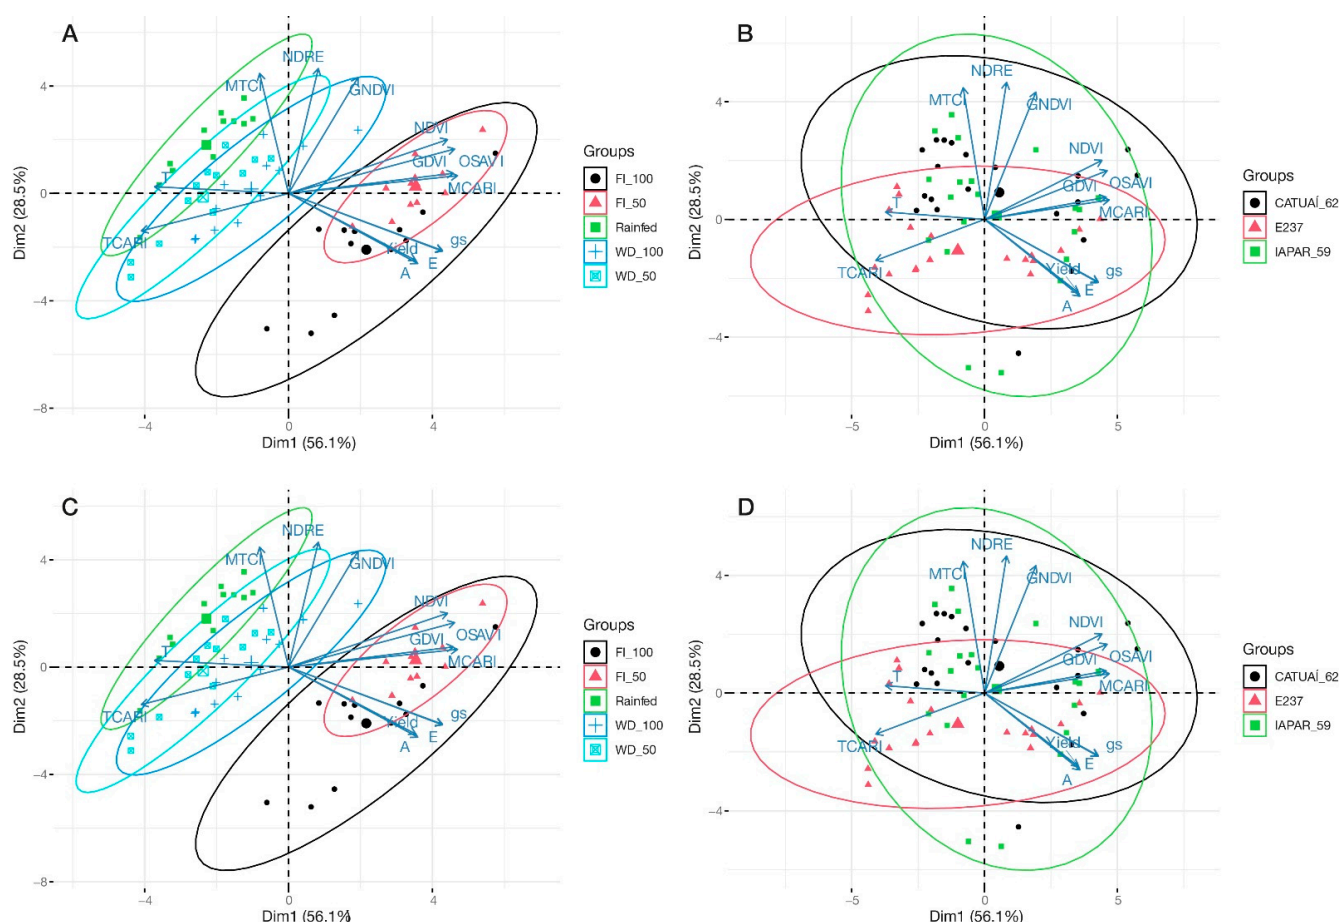 A
NDRE
MTCI
GNDVI
NDVI
GDVI
OSAVI
MCARI
T
TCARI
Yield
gs
A
E
4
0
−4
−8
−4
0
4
Dim2 (28.5%)
Dim1 (56.1%)
Groups
FI_100
FI_50
Rainfed
WD_100
WD_50
B
NDRE
MTCI
GNDVI
NDVI
GDVI
OSAVI
MCARI
T
TCARI
Yield
gs
E
A
4
0
−4
−5
0
5
Dim2 (28.5%)
Dim1 (56.1%)
Groups
CATUAÍ_62
E237
IAPAR_59
C
NDRE
MTCI
GNDVI
NDVI
GDVI
OSAVI
MCARI
T
TCARI
Yield
gs
A
E
4
0
−4
−8
−4
0
4
Dim2 (28.5%)
Dim1 (56.1%)
Groups
FI_100
FI_50
Rainfed
WD_100
WD_50
D
NDRE
MTCI
GNDVI
NDVI
GDVI
OSAVI
MCARI
T
TCARI
Yield
gs
E
A
4
0
−4
−5
0
5
Dim2 (28.5%)
Dim1 (56.1%)
Groups
CATUAÍ_62
E237
IAPAR_59